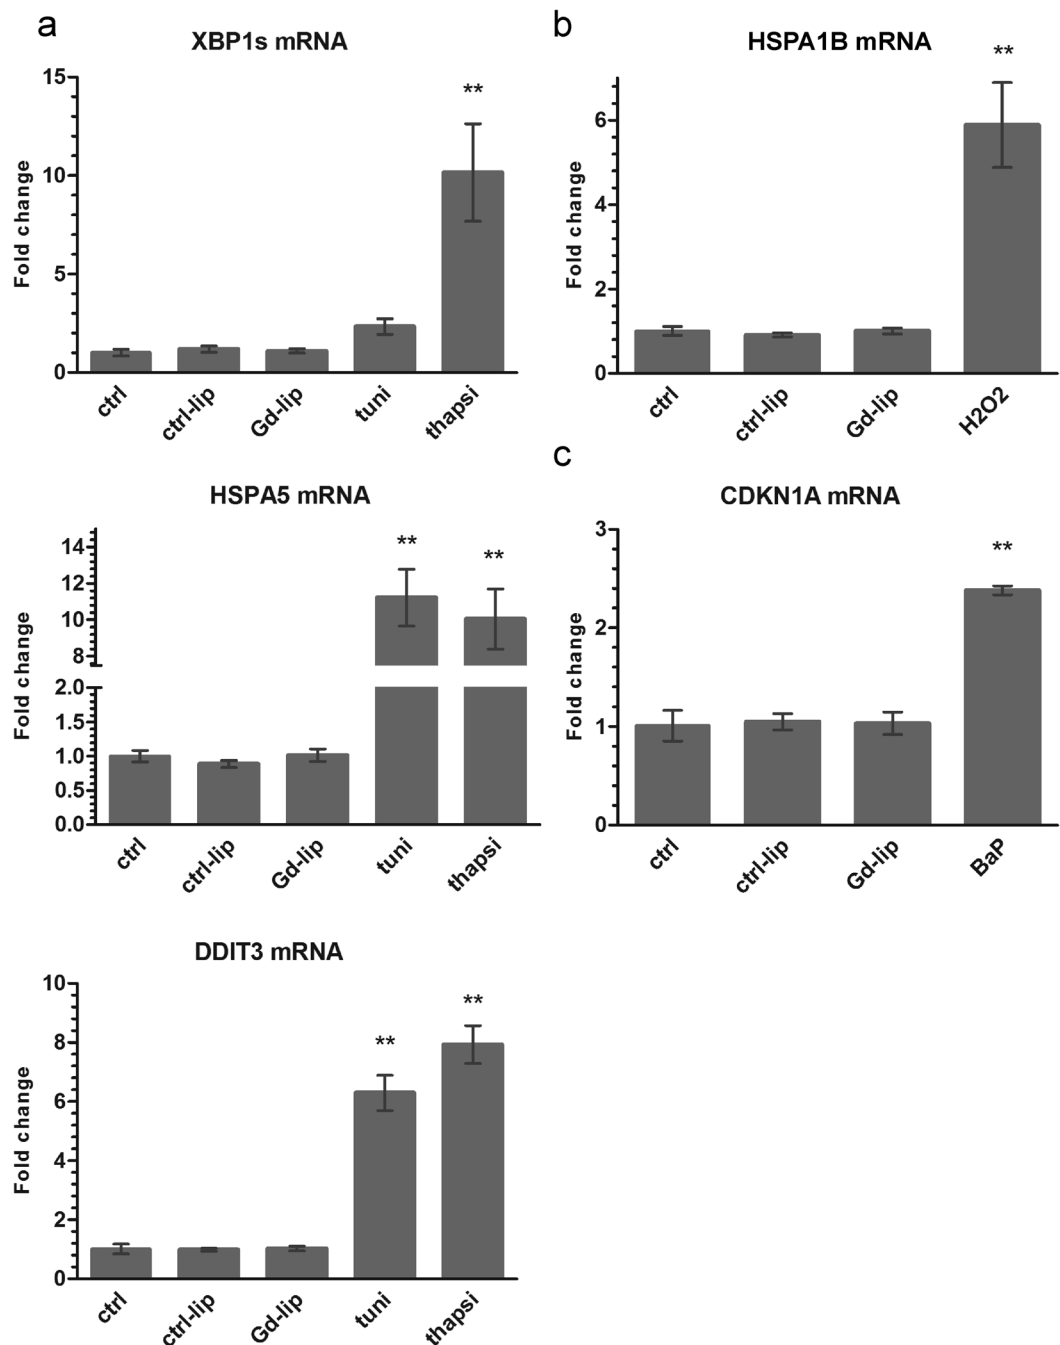 a
XBP1s mRNA
**
15
10
5
0
Fold change
ctrl
ctrl-lip
Gd-lip
tuni
thapsi
b
HSPA1B mRNA
**
6
4
2
0
Fold change
ctrl
ctrl-lip
Gd-lip
H2O2
HSPA5 mRNA
**
**
14
12
10
8
2.0
1.5
1.0
0.5
0.0
Fold change
ctrl
ctrl-lip
Gd-lip
tuni
thapsi
c
CDKN1A mRNA
**
3
2
1
0
Fold change
ctrl
ctrl-lip
Gd-lip
BaP
DDIT3 mRNA
**
**
10
8
6
4
2
0
Fold change
ctrl
ctrl-lip
Gd-lip
tuni
thapsi